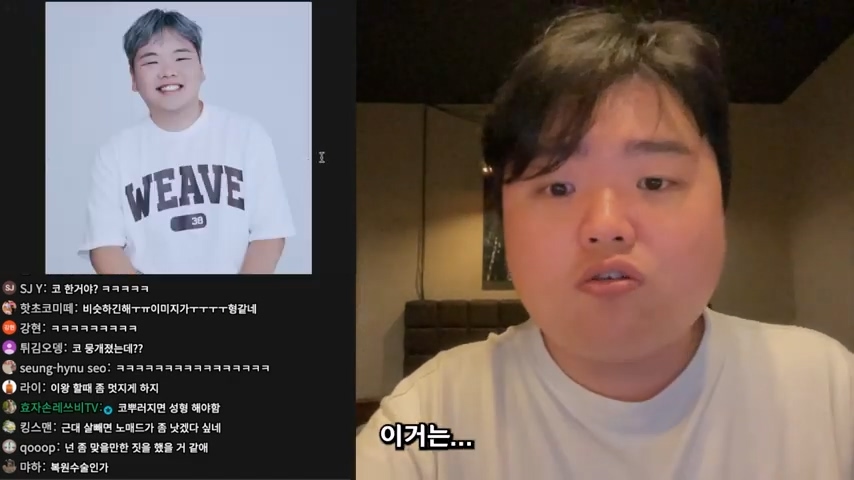 WEAVE
38
SJ SJ Y: 코 한거야? ㅋㅋㅋㅋㅋ
핫초코미떼: 비슷하긴해ㅜㅠ이미지가ㅜㅜㅜㅜ형같네
강현: ㅋㅋㅋㅋㅋㅋㅋㅋㅋ
튀김오뎅: 코 뭉개졌는데??
seung-hynu seo: ㅋㅋㅋㅋㅋㅋㅋㅋㅋㅋㅋㅋㅋㅋㅋㅋ
라이: 이왕 할때 좀 멋지게 하지
효자손레쓰비TV: 코뿌러지면 성형 해야함
킹스맨: 근대 살빼면 노매드가 좀 낫겠다 싶네
qooop: 넌 좀 맞을만한 짓을 했을 거 같애
먀하: 복원수술인가
이거는...